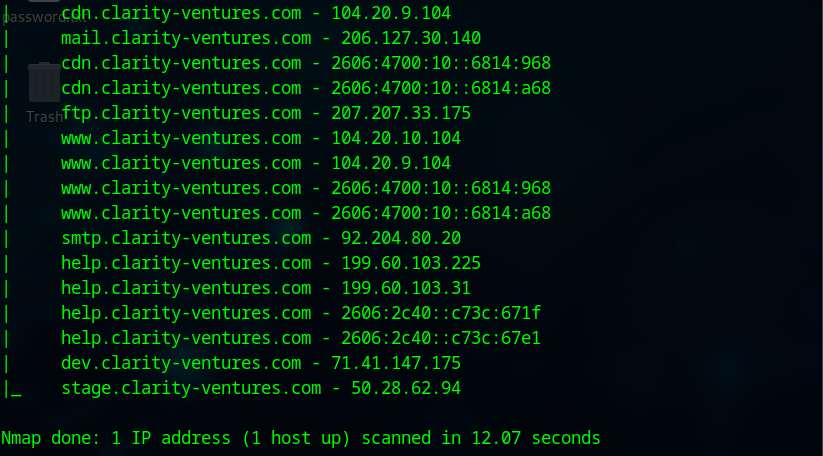 | cdn.clarity-ventures.com - 104.20.9.104
| mail.clarity-ventures.com - 206.127.30.140
| cdn.clarity-ventures.com - 2606:4700:10::6814:968
| cdn.clarity-ventures.com - 2606:4700:10::6814:a68
| ftp.clarity-ventures.com - 207.207.33.175
Trash
| www.clarity-ventures.com - 104.20.10.104
| www.clarity-ventures.com - 104.20.9.104
| www.clarity-ventures.com - 2606:4700:10::6814:968
| www.clarity-ventures.com - 2606:4700:10::6814:a68
| smtp.clarity-ventures.com - 92.204.80.20
| help.clarity-ventures.com - 199.60.103.225
| help.clarity-ventures.com - 199.60.103.31
| help.clarity-ventures.com - 2606:2c40::c73c:671f
| help.clarity-ventures.com - 2606:2c40::c73c:67e1
| dev.clarity-ventures.com - 71.41.147.175
|_ stage.clarity-ventures.com - 50.28.62.94
Nmap done: 1 IP address (1 host up) scanned in 12.07 seconds